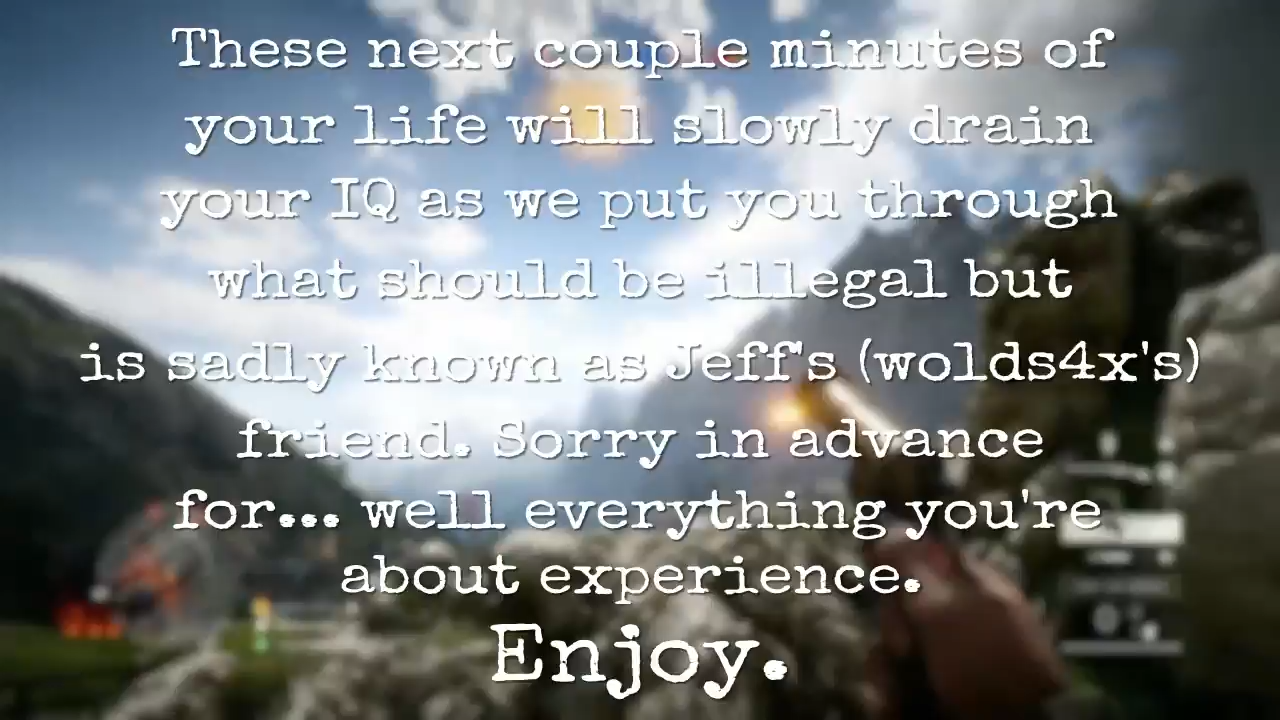 These next couple minutes of
your life will slowly drain
your IQ as we put you through
what should be illegal but
is sadly known as Jeff's (wolds4x's)
friend. Sorry in advance
for... well everything you're
about experience.
Enjoy.